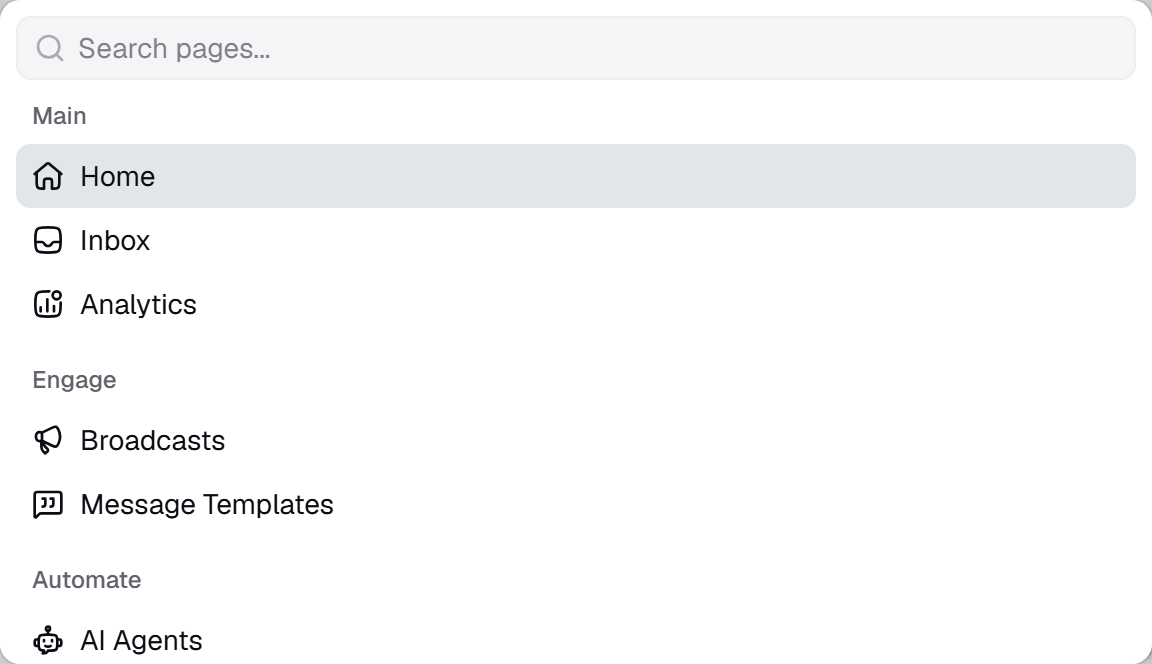 Search pages...
Main
Home
Inbox
Analytics
Engage
Broadcasts
Message Templates
Automate
AI Agents